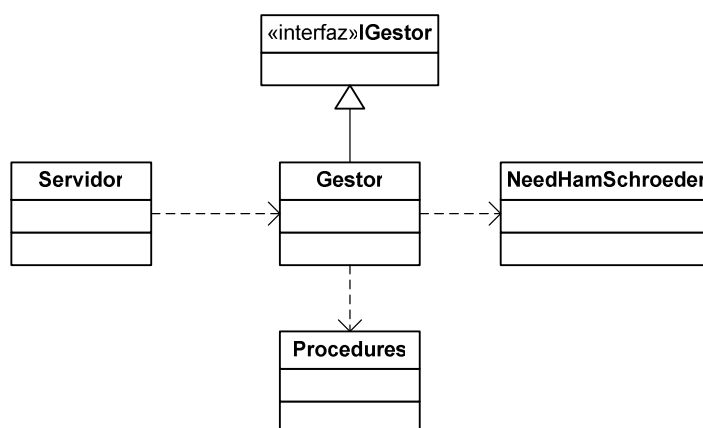 «interfaz»IGestor
Servidor
Gestor
NeedHamSchroeder
Procedures